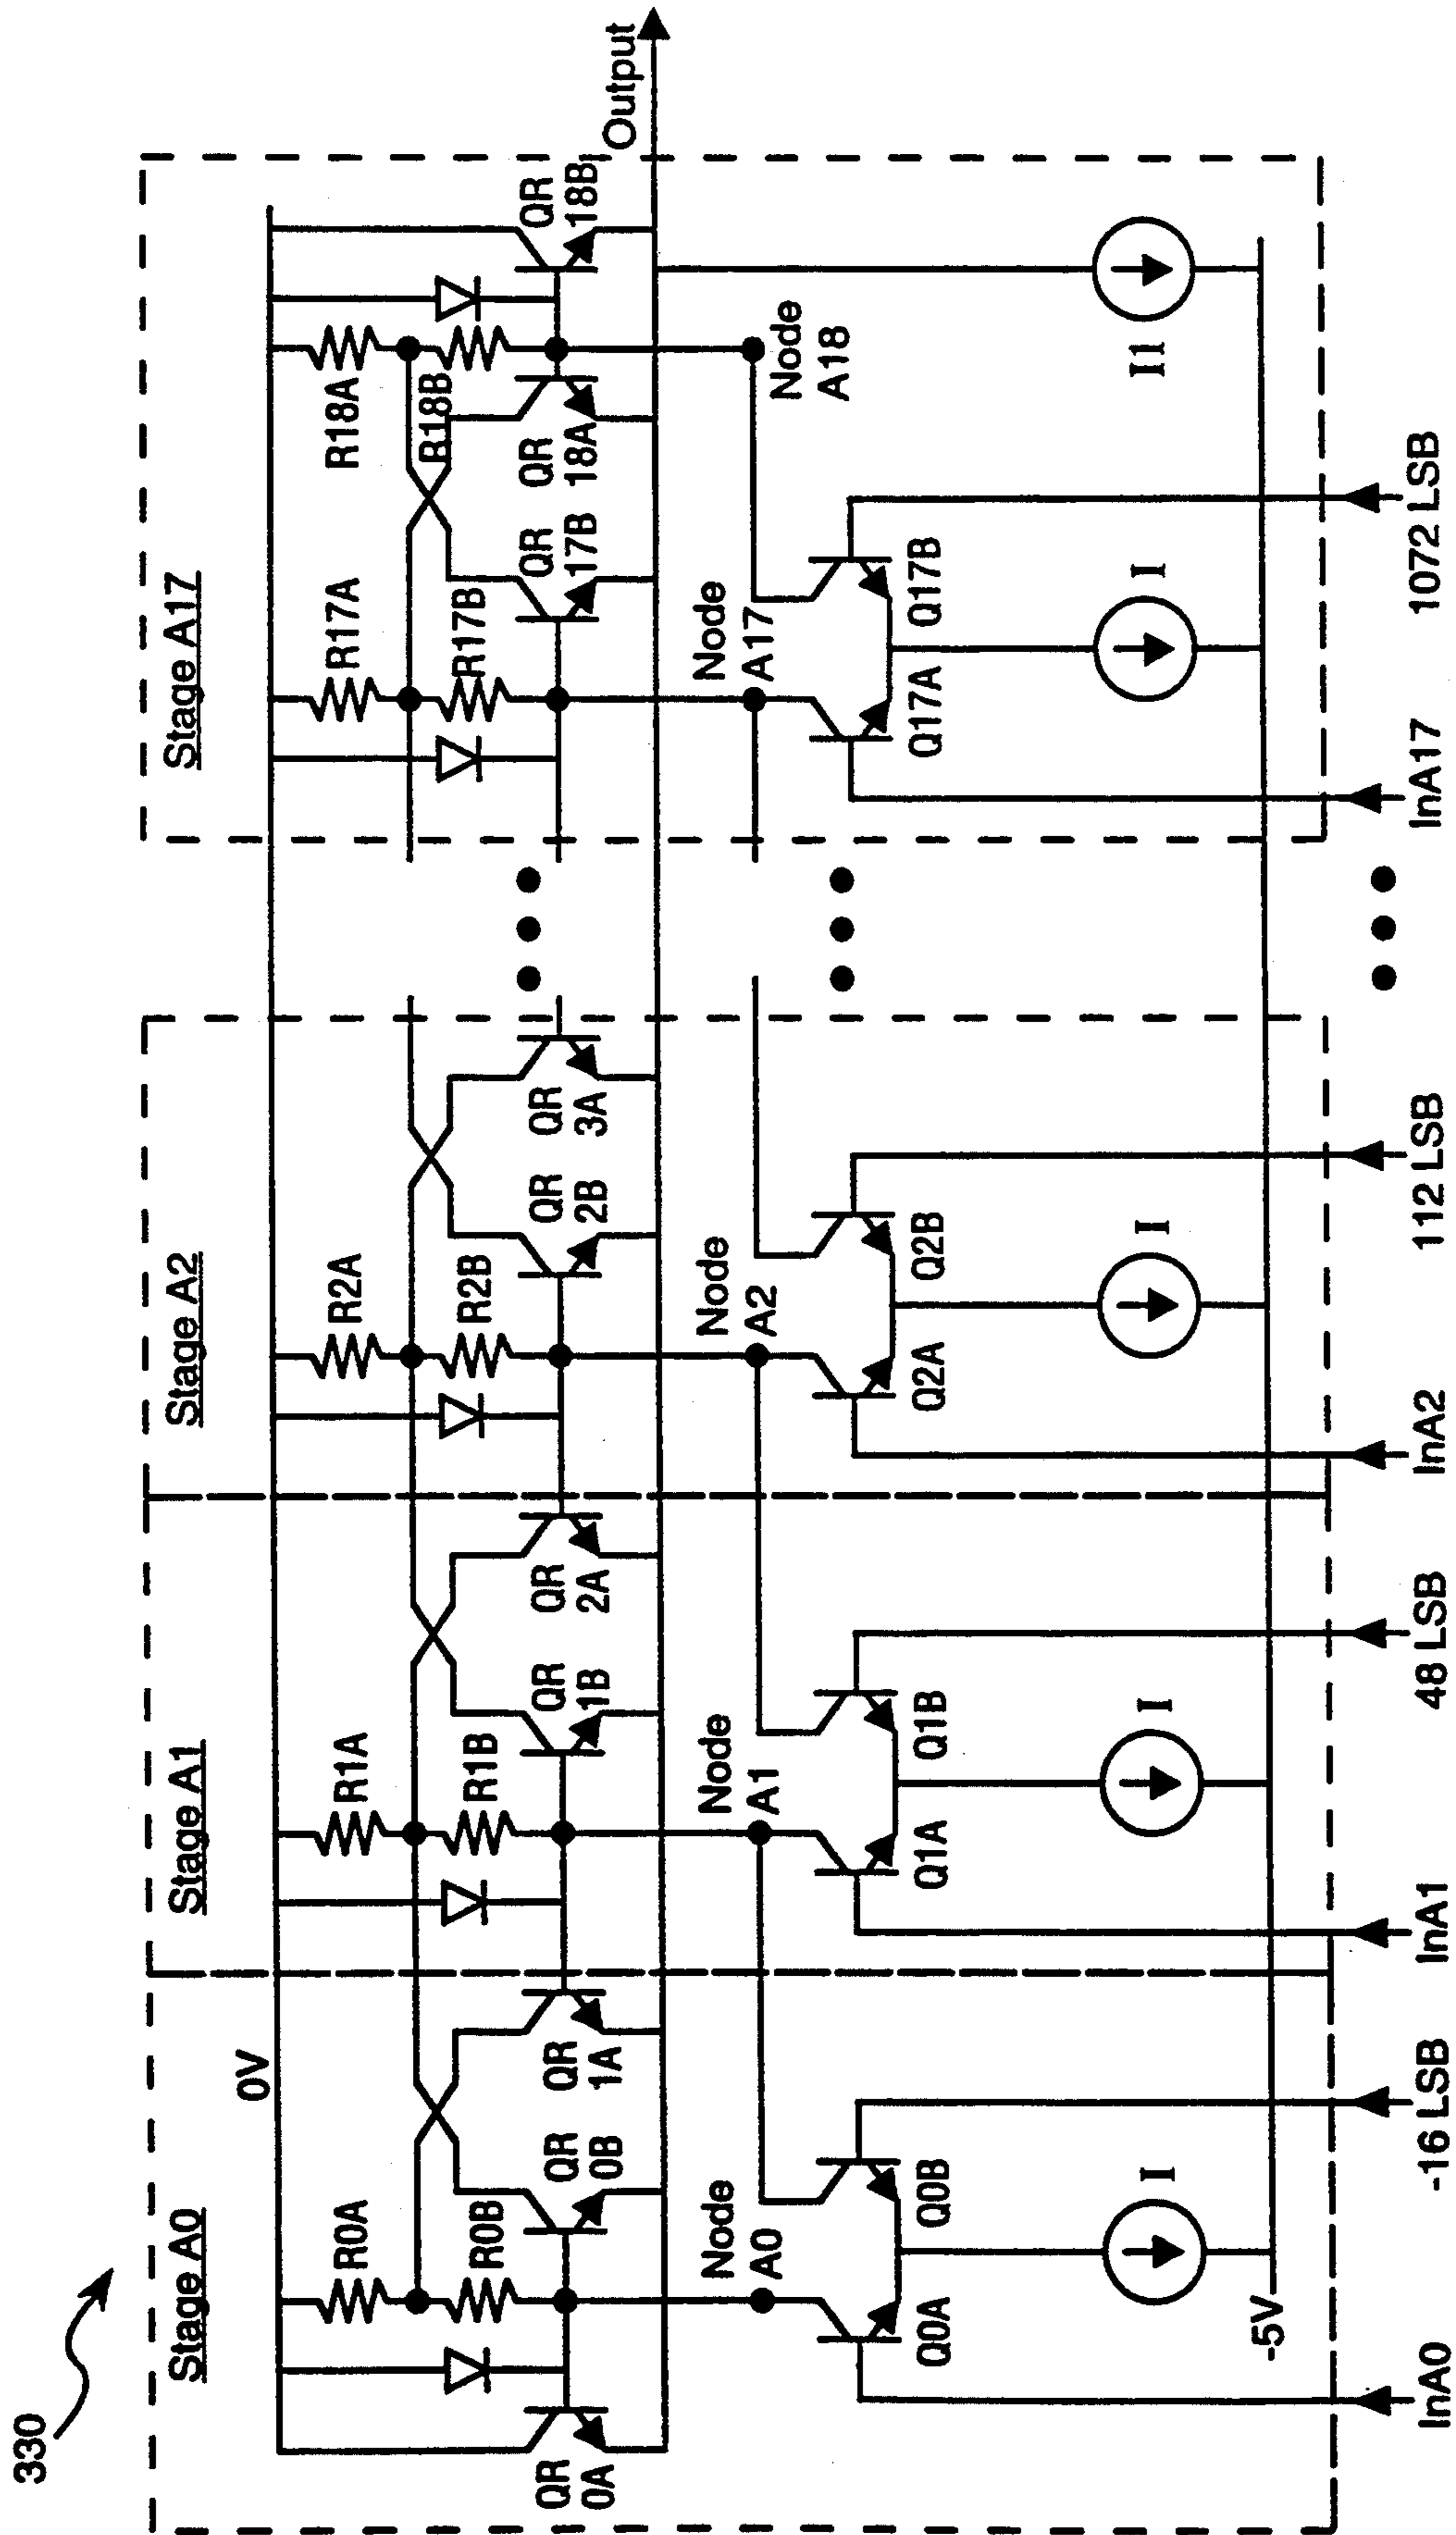 330
Stage A0
Stage A1
Stage A2
Stage A17
0V
R0A
R1A
R2A
R17A
R18A
R0B
R1B
R2B
R17B
R18B
QR
0A
QR
0B
QR
1A
QR
1B
QR
2A
QR
2B
QR
3A
QR
17B
QR
18A
QR
18B
Output
Node
A0
Node
A1
Node
A2
Node
A17
Node
A18
Q0A
Q0B
Q1A
Q1B
Q2A
Q2B
Q17A
Q17B
I
I
I
I
I1
-5V
InA0
-16 LSB
InA1
48 LSB
InA2
112 LSB
InA17
1072 LSB